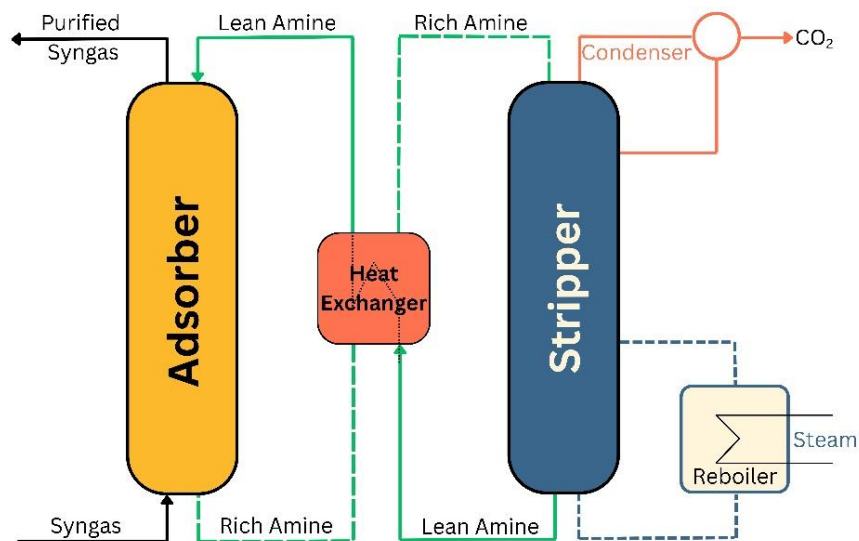 Purified
Syngas
Lean Amine
Rich Amine
Condenser
CO₂
Adsorber
Heat
Exchanger
Stripper
Steam
Reboiler
Syngas
Rich Amine
Lean Amine